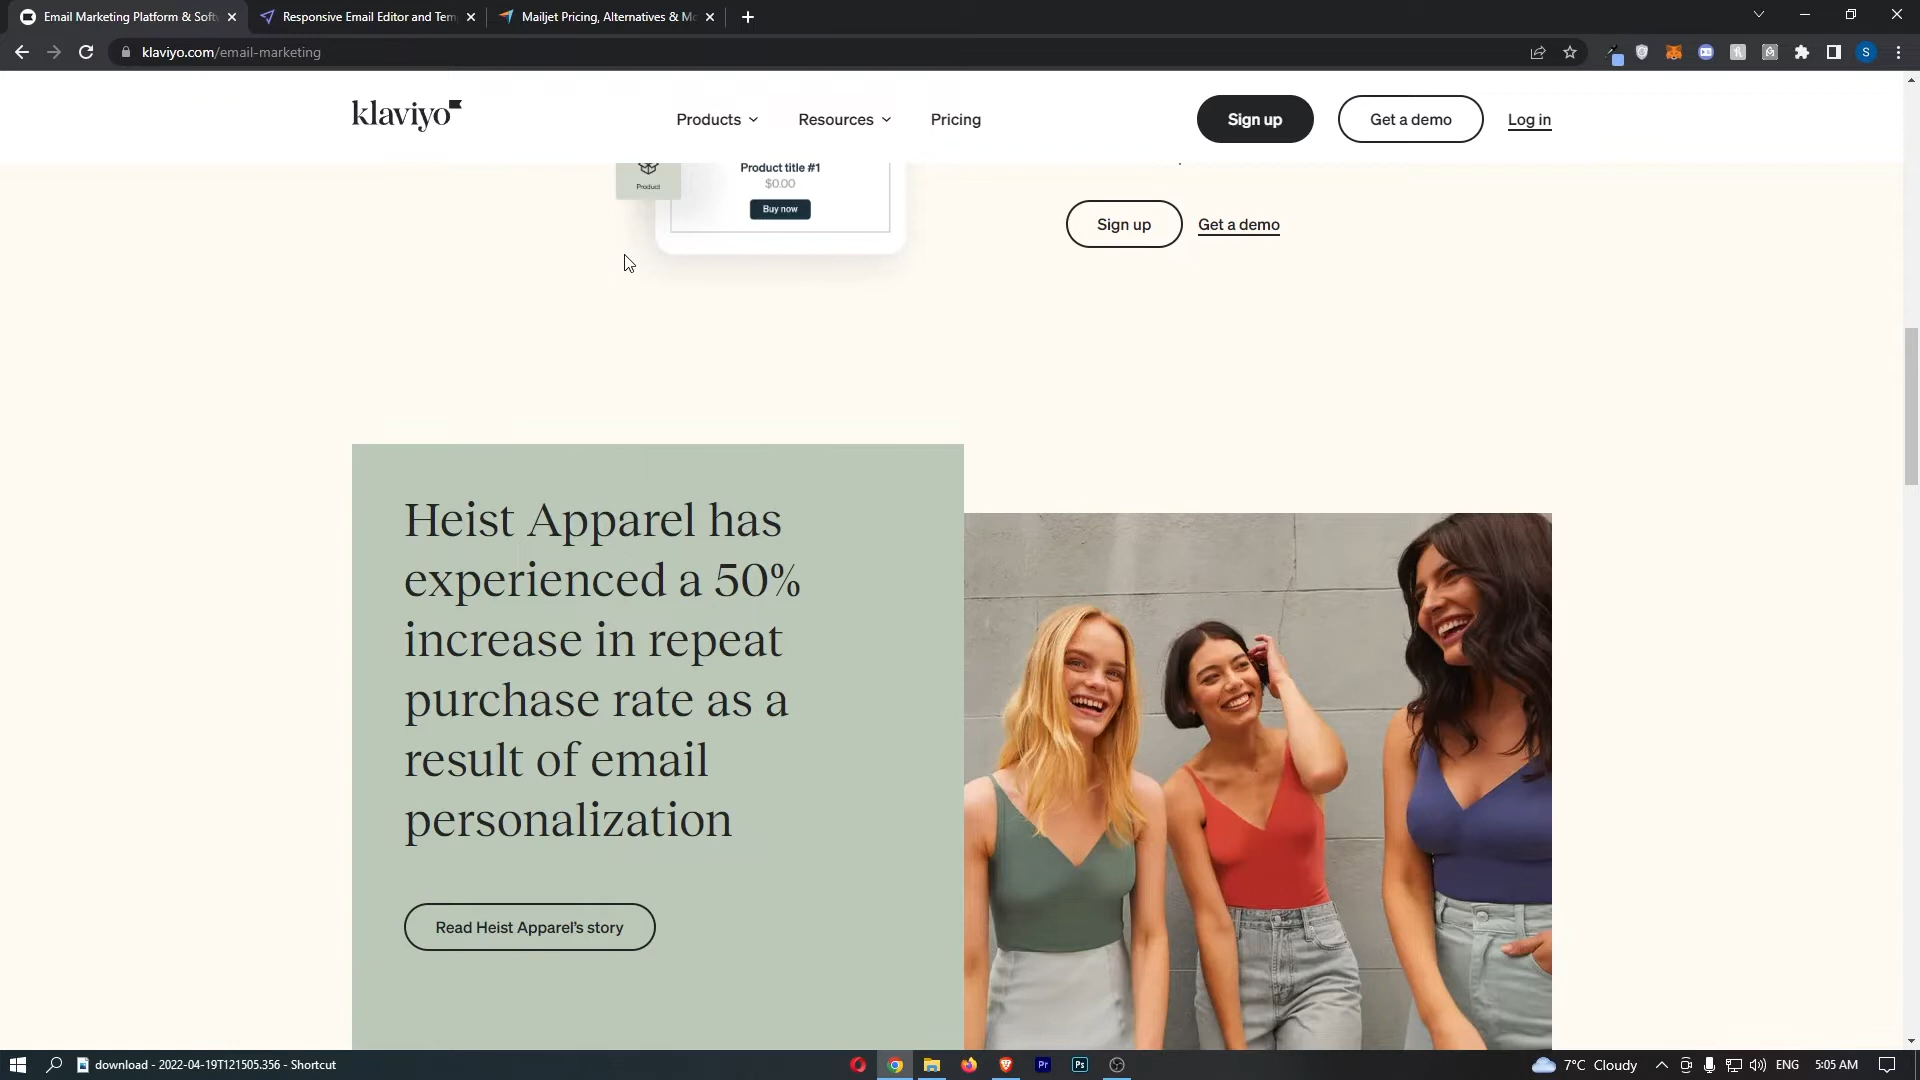 Email Marketing Platform & Soft
Responsive Email Editor and Tem
Mailjet Pricing, Alternatives & Mo
klaviyo.com/email-marketing
S
klaviyo
Products
Resources
Pricing
Sign up
Get a demo
Log in
Product
Product title #1
$0.00
Buy now
Sign up
Get a demo
Heist Apparel has
experienced a 50%
increase in repeat
purchase rate as a
result of email
personalization
Read Heist Apparel's story
download - 2022-04-19T121505.356 - Shortcut
Pr
Ps
7°C Cloudy
ENG
5:05 AM